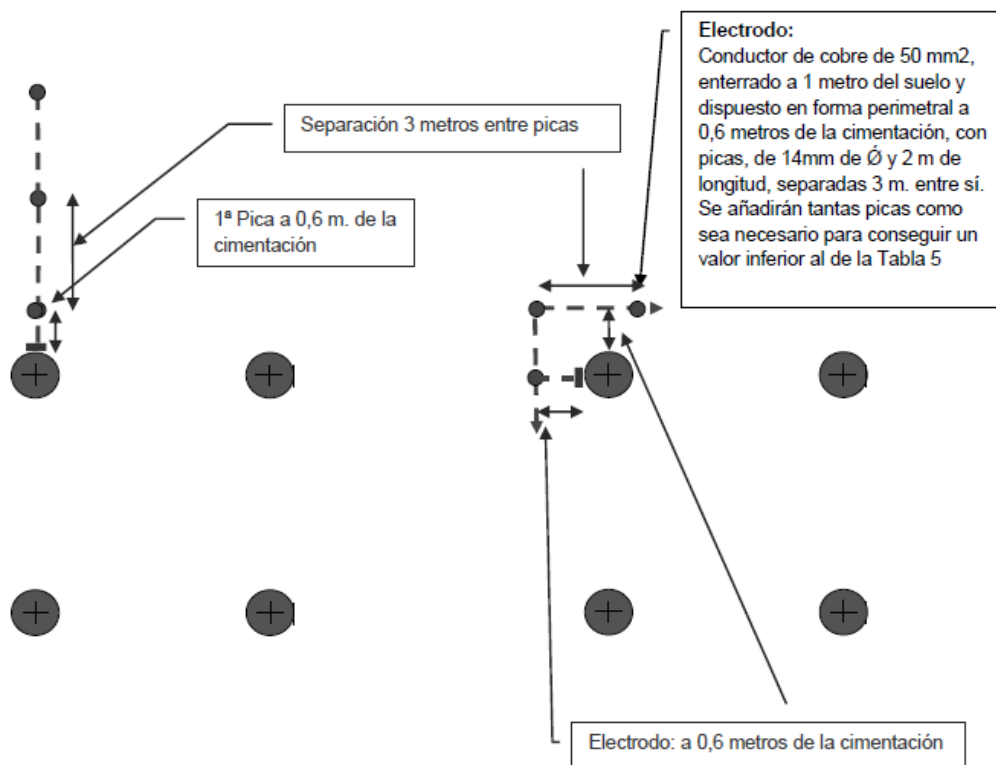 Electrodo:
Conductor de cobre de 50 mm2,
enterrado a 1 metro del suelo y
dispuesto en forma perimetral a
0,6 metros de la cimentación, con
picas, de 14mm de Ǿ y 2 m de
longitud, separadas 3 m. entre sí.
Se añadirán tantas picas como
sea necesario para conseguir un
valor inferior al de la Tabla 5
Separación 3 metros entre picas
1ª Pica a 0,6 m. de la
cimentación
Electrodo: a 0,6 metros de la cimentación